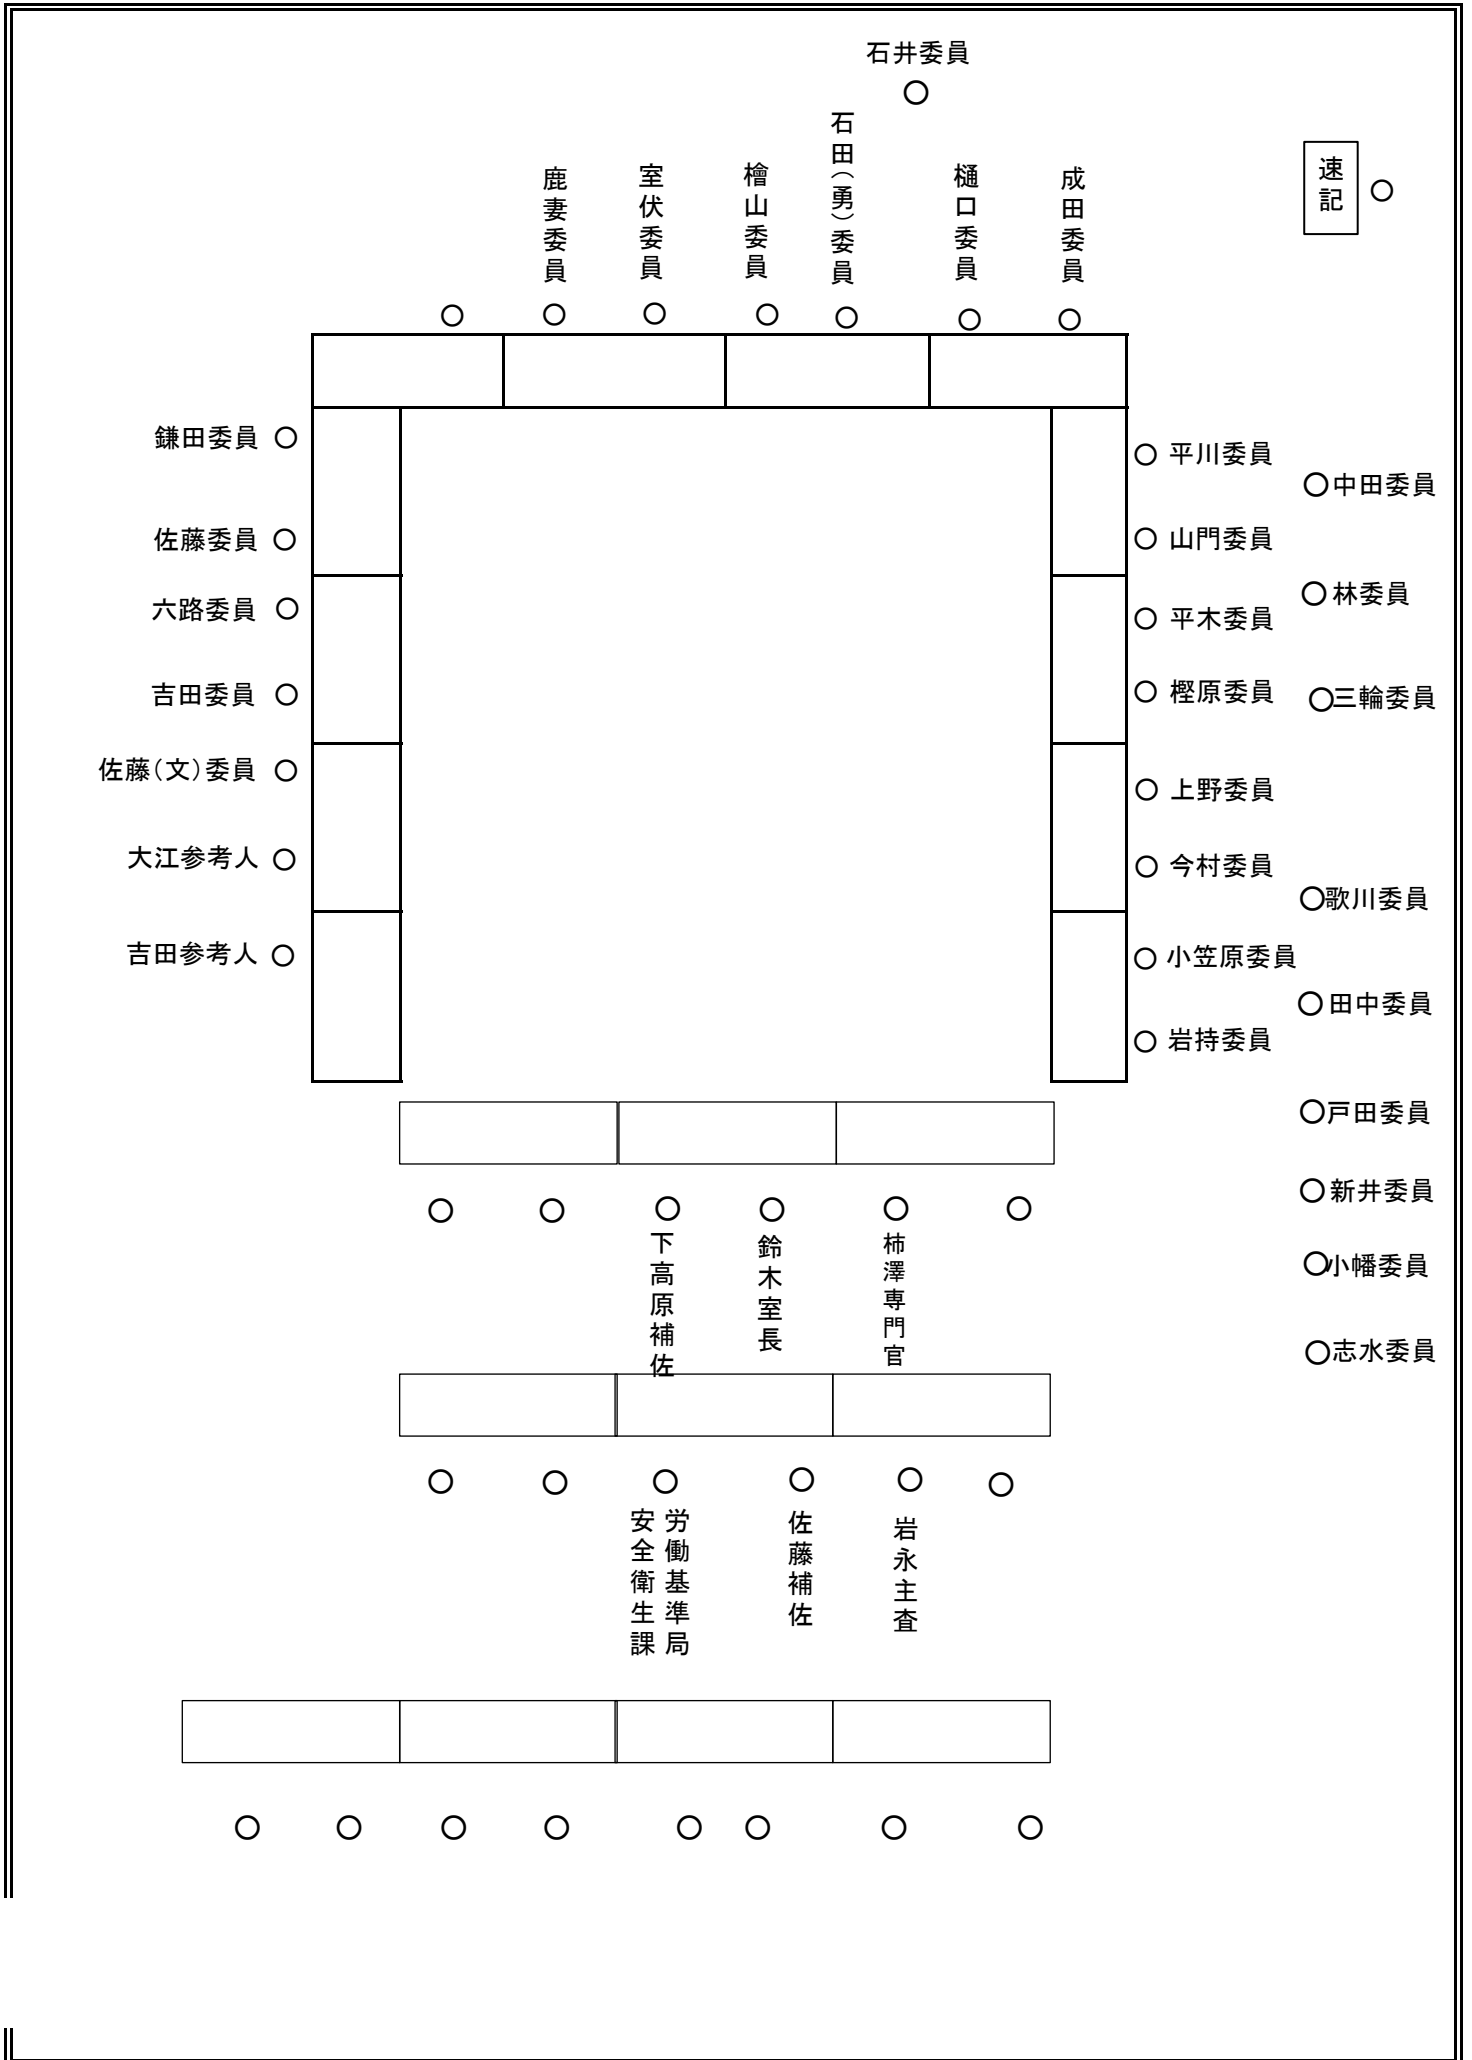 石井委員
速記
鹿妻委員
室伏委員
檜山委員
石田(勇)委員
樋口委員
成田委員
鎌田委員
佐藤委員
六路委員
吉田委員
佐藤(文)委員
大江参考人
吉田参考人
平川委員
山門委員
平木委員
樫原委員
上野委員
今村委員
小笠原委員
岩持委員
中田委員
林委員
三輪委員
歌川委員
田中委員
戸田委員
新井委員
小幡委員
志水委員
下高原補佐
鈴木室長
柿澤専門官
労働基準局
安全衛生課
佐藤補佐
岩永主査